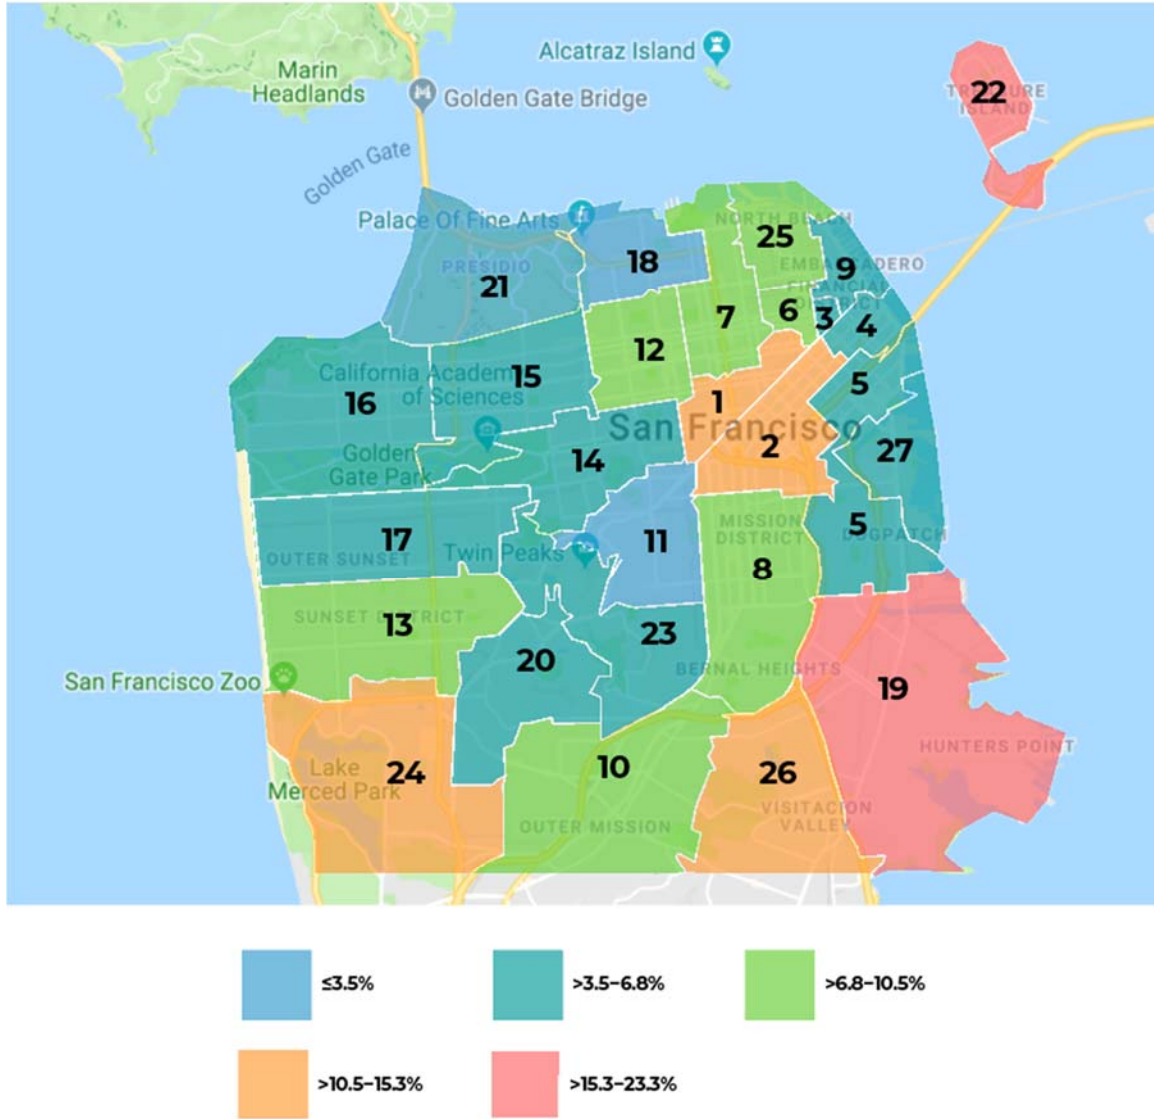 Alcatraz Island
Marin
Headlands
Golden Gate Bridge
22
TREASURE
ISLAND
Golden Gate
Palace Of Fine Arts
NORTH BEACH
25
18
EMBARCADERO
9
PRESIDIO
21
FINANCIAL
DISTRICT
7
6
3
4
12
California Academy
of Sciences
15
5
16
1
San Francisco
2
27
Golden
Gate Park
14
MISSION
DISTRICT
5
DOGPATCH
17
OUTER SUNSET
Twin Peaks
11
8
SUNSET DISTRICT
13
23
20
BERNAL HEIGHTS
San Francisco Zoo
19
HUNTERS POINT
24
10
26
Lake
Merced Park
VISITACION
VALLEY
OUTER MISSION
≤3.5%
>3.5–6.8%
>6.8–10.5%
>10.5–15.3%
>15.3–23.3%